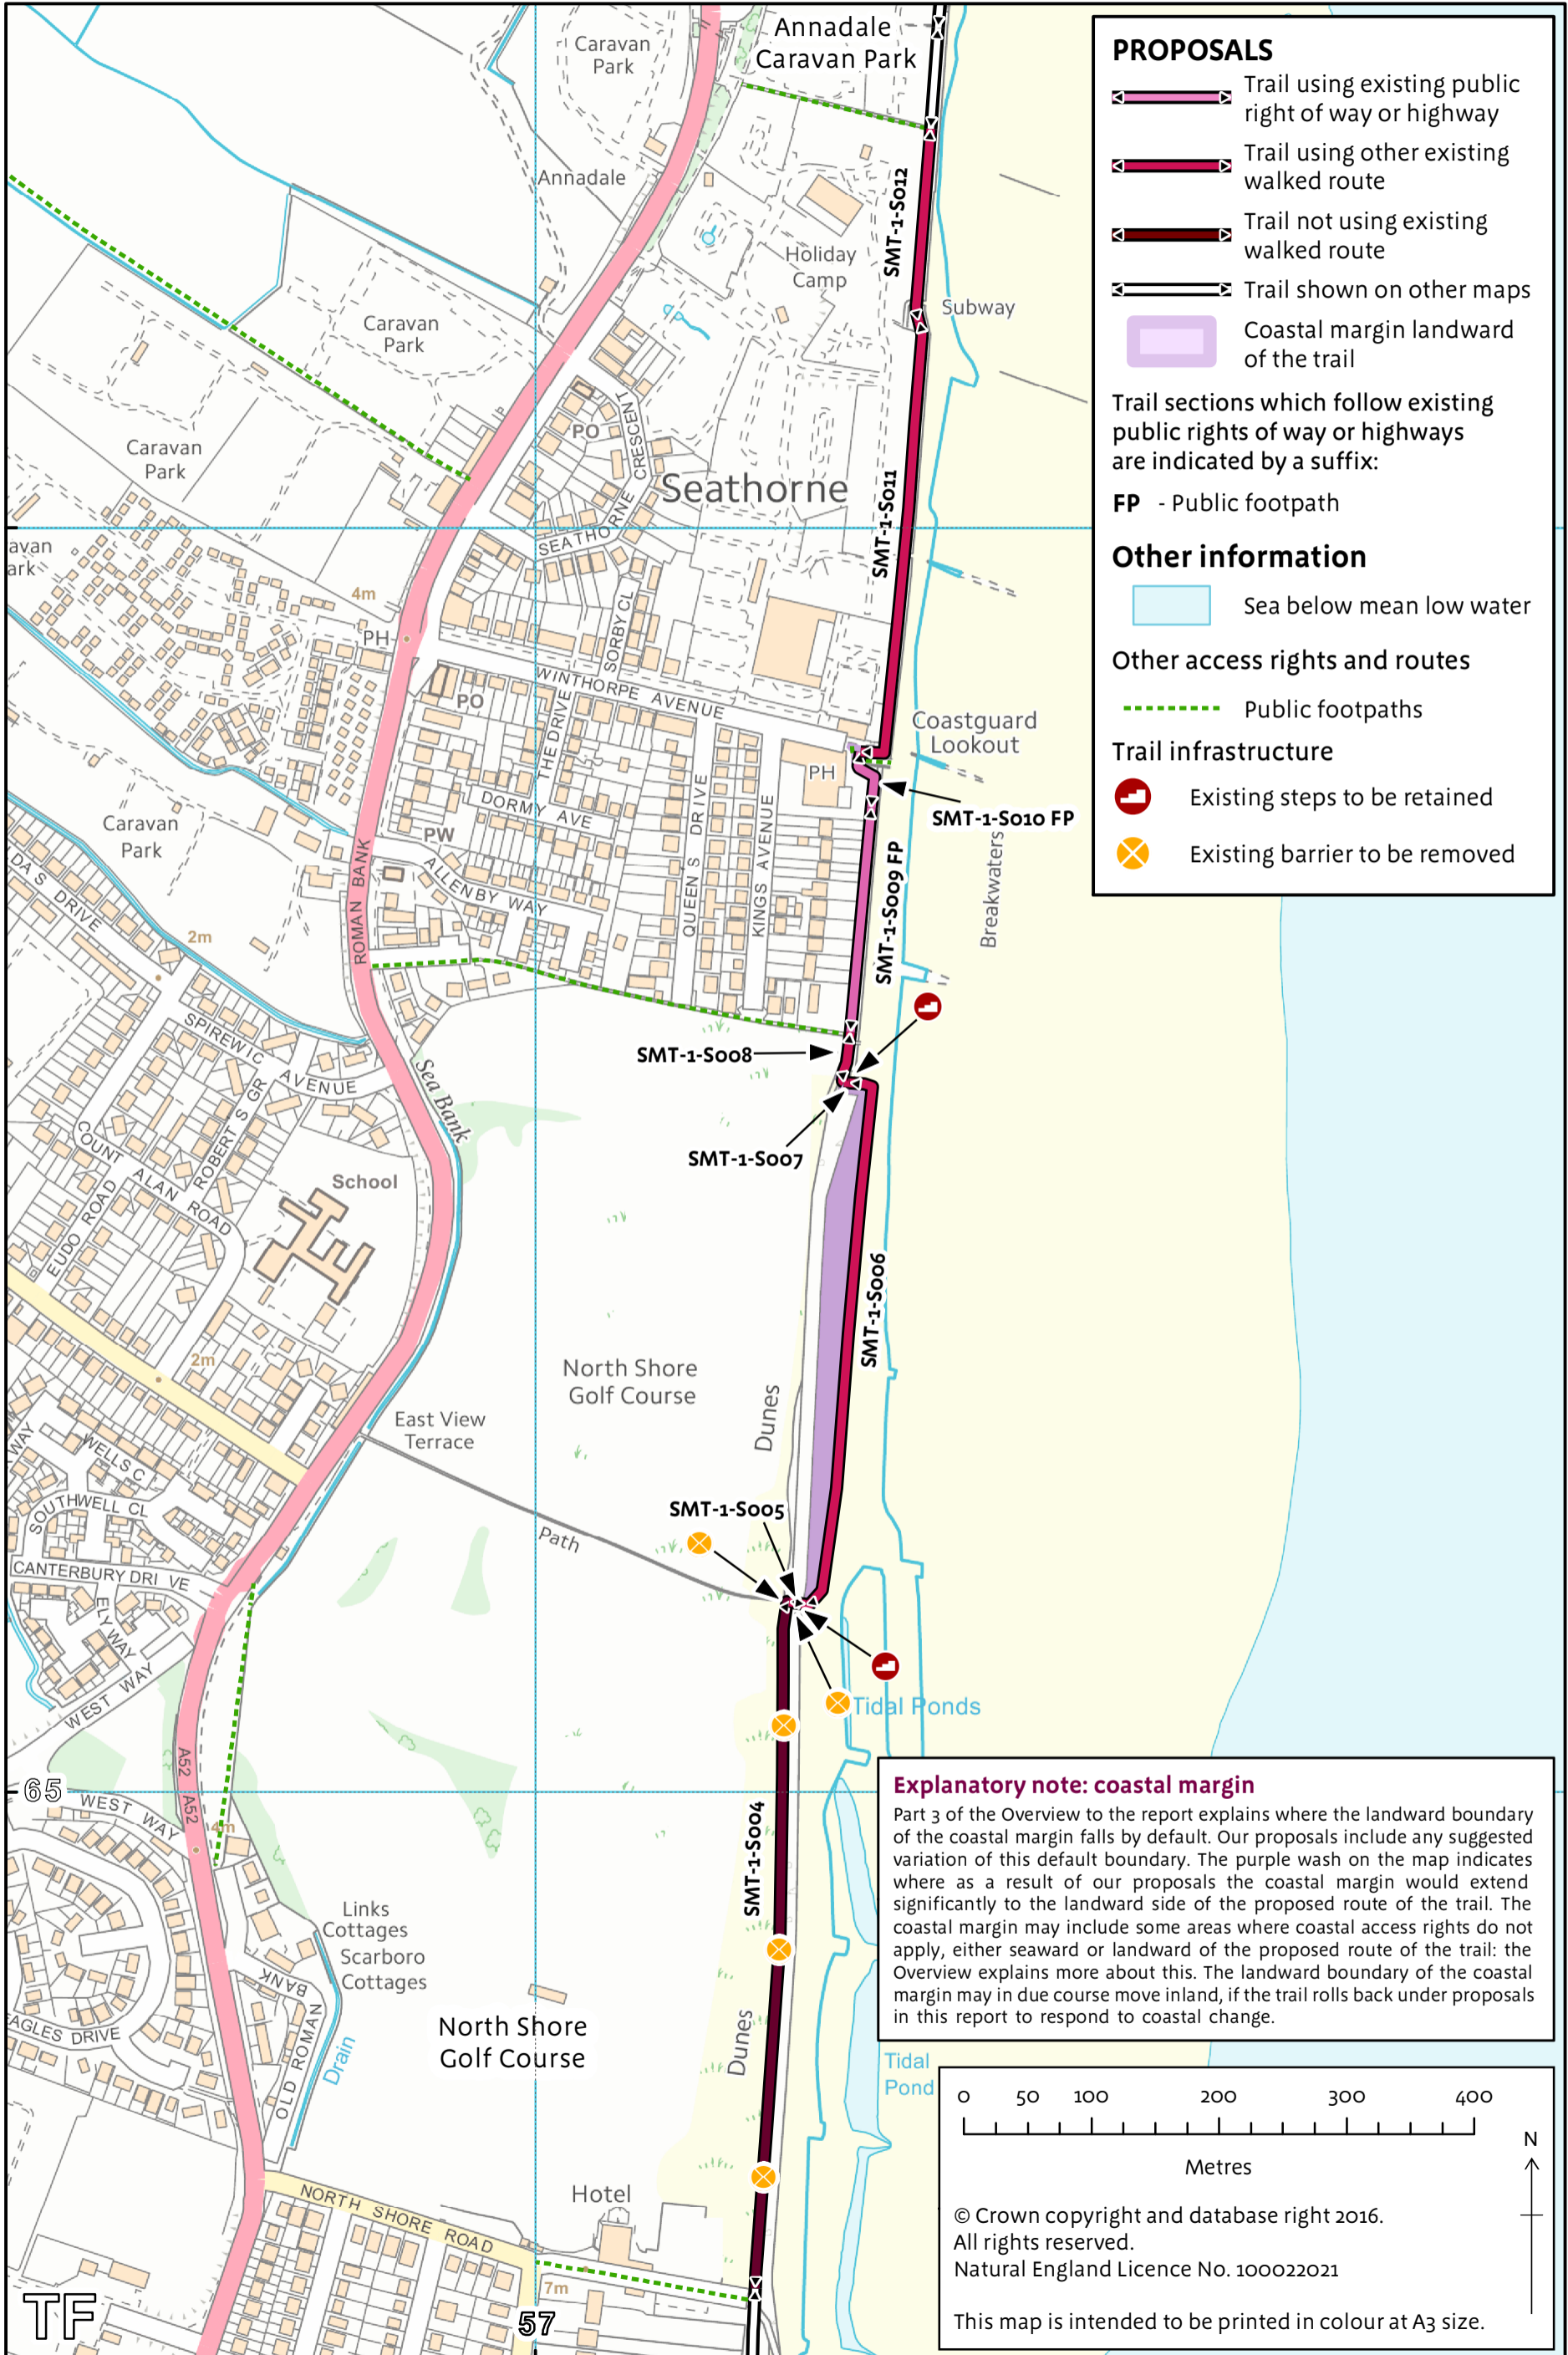 Annadale
Caravan Park
Caravan
Park
Annadale
SMT-1-S012
Holiday
Camp
Subway
Caravan
Park
Caravan
Park
PO
SEATHORNE CRESCENT
Seathorne
SMT-1-S011
avan
ark
4m
PH
SORBY CL
WINTHORPE AVENUE
PO
THE DRIVE
Coastguard
Lookout
PH
SMT-1-S010 FP
DORMY AVE
PW
QUEEN S DRIVE
KINGS AVENUE
Caravan
Park
ALLENBY WAY
ROMAN BANK
DA S DRIVE
2m
SMT-1-S009 FP
Breakwaters
SPIREWIC AVENUE
Sea Bank
SMT-1-S008
ROBERT S GR
COUNT ALAN ROAD
SMT-1-S007
School
EUDO ROAD
SMT-1-S006
2m
North Shore
Golf Course
Dunes
East View
Terrace
WAY
WELLS C
SOUTHWELL CL
SMT-1-S005
Path
CANTERBURY DRI VE
ELY WAY
WEST WAY
Tidal Ponds
A52
65
A52
WEST WAY
4m
SMT-1-S004
Links
Cottages
Scarboro
Cottages
BANK
EAGLES DRIVE
OLD ROMAN
Drain
North Shore
Golf Course
Dunes
Tidal
Pond
Hotel
NORTH SHORE ROAD
7m
TF
57
PROPOSALS
Trail using existing public
right of way or highway
Trail using other existing
walked route
Trail not using existing
walked route
Trail shown on other maps
Coastal margin landward
of the trail
Trail sections which follow existing
public rights of way or highways
are indicated by a suffix:
FP - Public footpath
Other information
Sea below mean low water
Other access rights and routes
Public footpaths
Trail infrastructure
Existing steps to be retained
Existing barrier to be removed
Explanatory note: coastal margin
Part 3 of the Overview to the report explains where the landward boundary
of the coastal margin falls by default. Our proposals include any suggested
variation of this default boundary. The purple wash on the map indicates
where as a result of our proposals the coastal margin would extend
significantly to the landward side of the proposed route of the trail. The
coastal margin may include some areas where coastal access rights do not
apply, either seaward or landward of the proposed route of the trail: the
Overview explains more about this. The landward boundary of the coastal
margin may in due course move inland, if the trail rolls back under proposals
in this report to respond to coastal change.
0 50 100 200 300 400
Metres
N
© Crown copyright and database right 2016.
All rights reserved.
Natural England Licence No. 100022021
This map is intended to be printed in colour at A3 size.